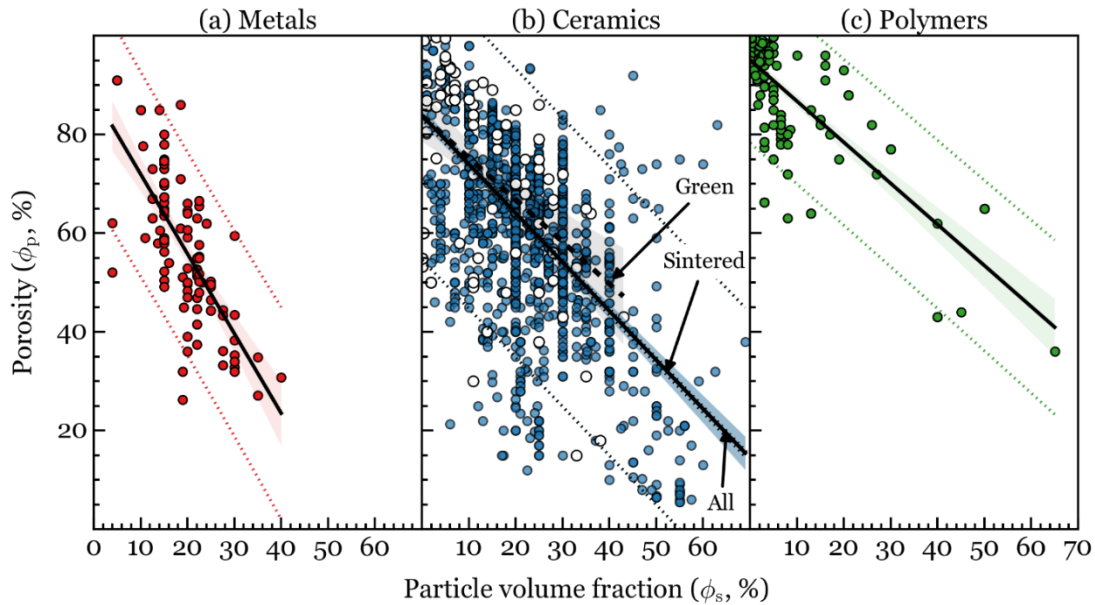 (a) Metals (b) Ceramics (c) Polymers
Porosity (ϕp, %)
80
60
40
20
Green
Sintered
All
0 10 20 30 40 50 60 10 20 30 40 50 60 10 20 30 40 50 60 70
Particle volume fraction (ϕs, %)